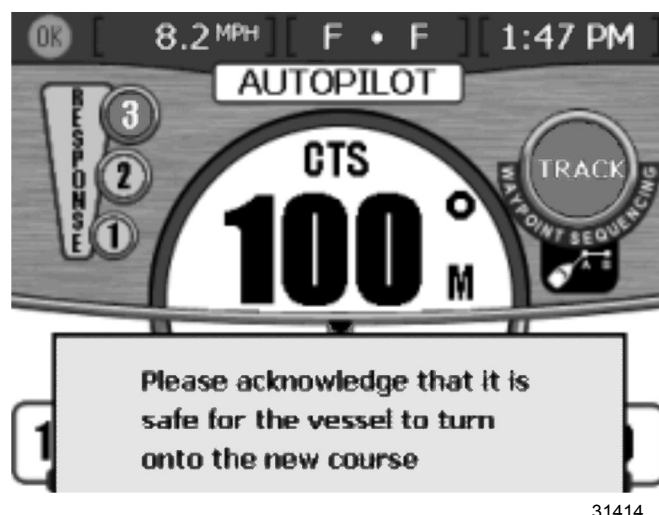 OK [ 8.2 MPH ] [ F • F ] [ 1:47 PM ]
AUTOPILOT
RESPONSE
3
2
1
CTS
100° M
TRACK
WAYPOINT SEQUENCING
A B
Please acknowledge that it is
safe for the vessel to turn
onto the new course
1
31414